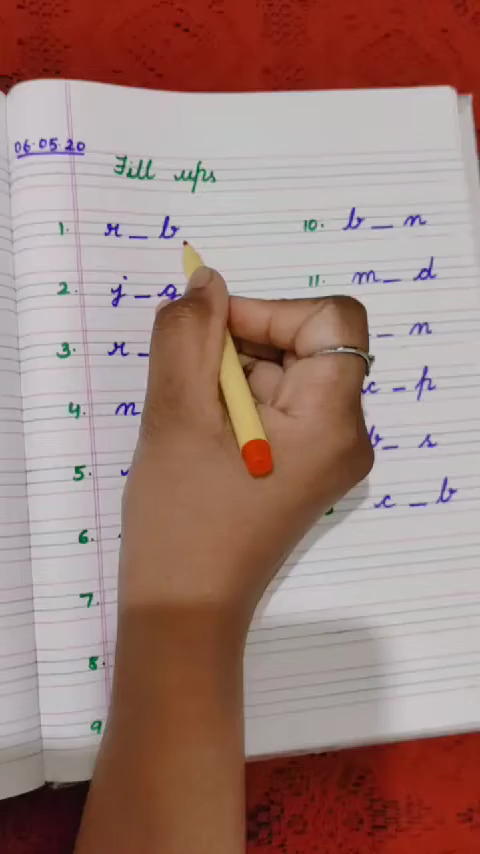 06.05.20
Fill ups
1. r _ b
2. j _ g
3. r _
4. n
5.
6.
7.
8.
9
10. b _ n
11. m _ d
_ n
c _ p
b _ s
c _ b